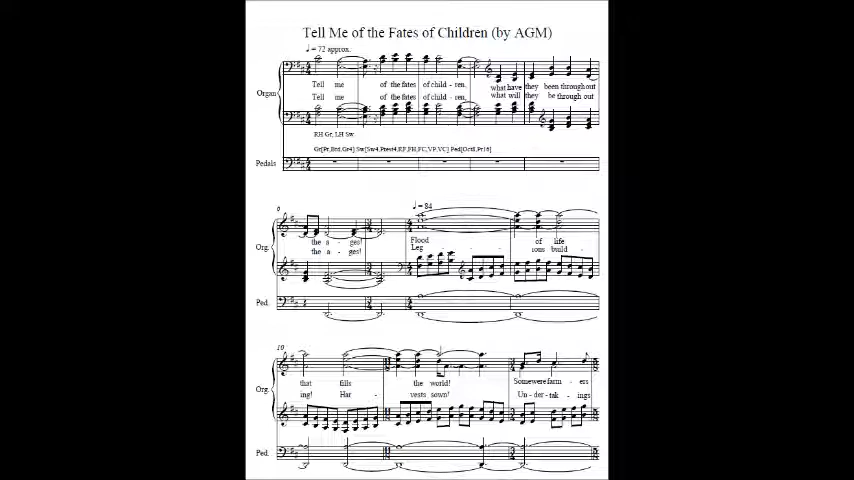 Tell Me of the Fates of Children (by AGM)
♩ = 72 approx.
Organ
Tell me of the fates of child - ren, what have they been throughout
Tell me of the fates of child - ren, what will they be through out
RH Gr, LH Sw
Pedals
6
♩ = 84
Org.
the a - ges! Flood of life
the a - ges! Leg - ions build -
Ped.
10
Org.
that fills the world! Somewere farm - ers
ing! Har - vests sown! Un - der - tak - ings
Ped.